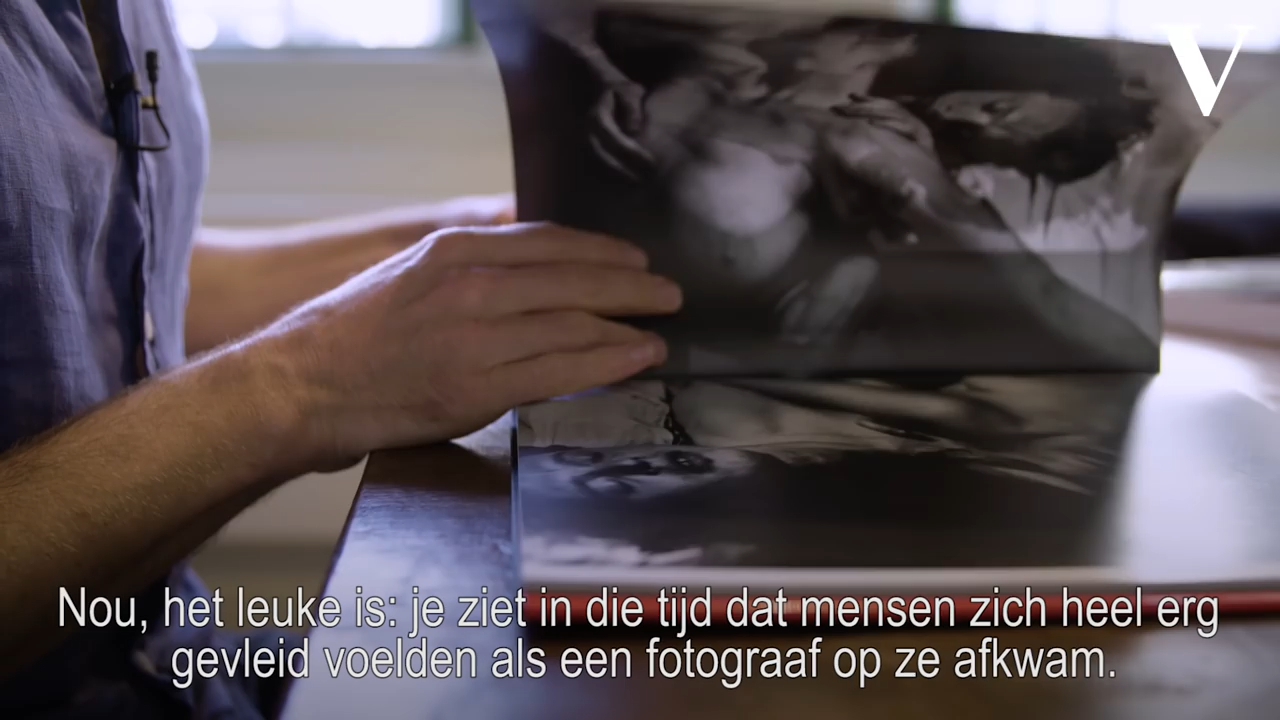 V
Nou, het leuke is: je ziet in die tijd dat mensen zich heel erg
gevleid voelden als een fotograaf op ze afkwam.